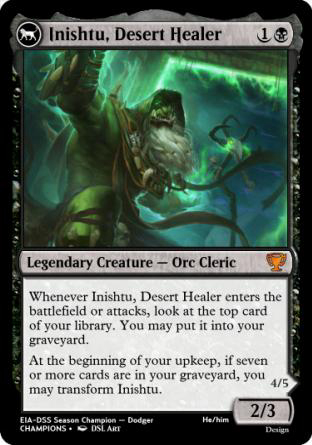 Inishtu, Desert Healer 1
Legendary Creature — Orc Cleric
Whenever Inishtu, Desert Healer enters the
battlefield or attacks, look at the top card
of your library. You may put it into your
graveyard.
At the beginning of your upkeep, if seven
or more cards are in your graveyard, you
may transform Inishtu.
4/5
2/3
EIA-DSS Season Champion — Dodger He/him
CHAMPIONS • DSL Art Design